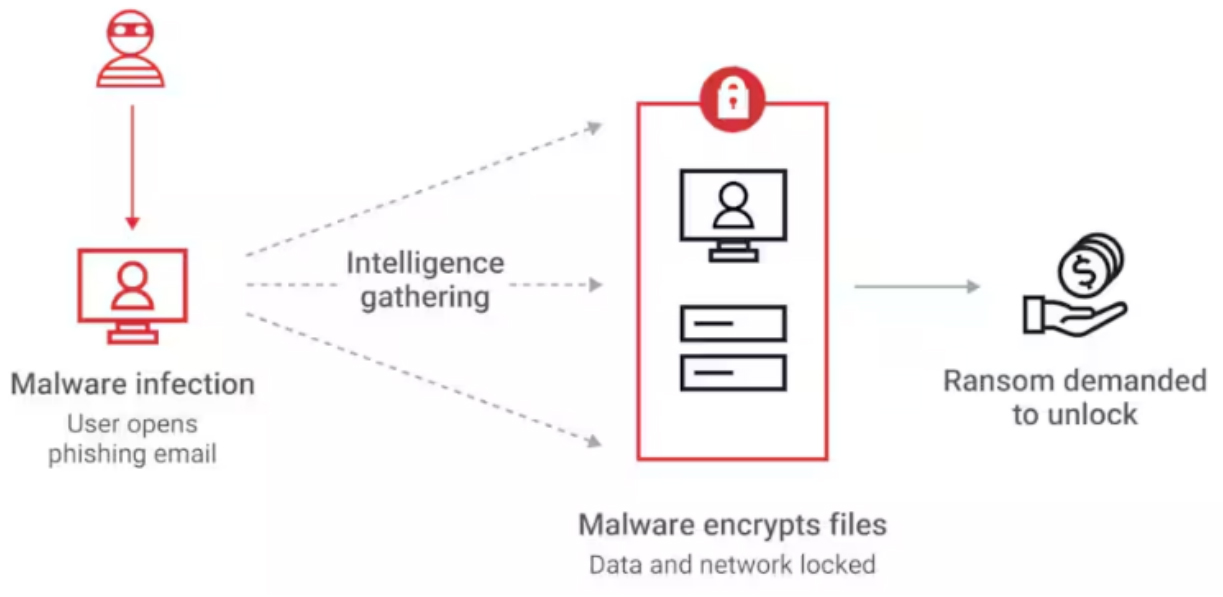 Intelligence
gathering
Malware infection
User opens
phishing email
Malware encrypts files
Data and network locked
$
Ransom demanded
to unlock